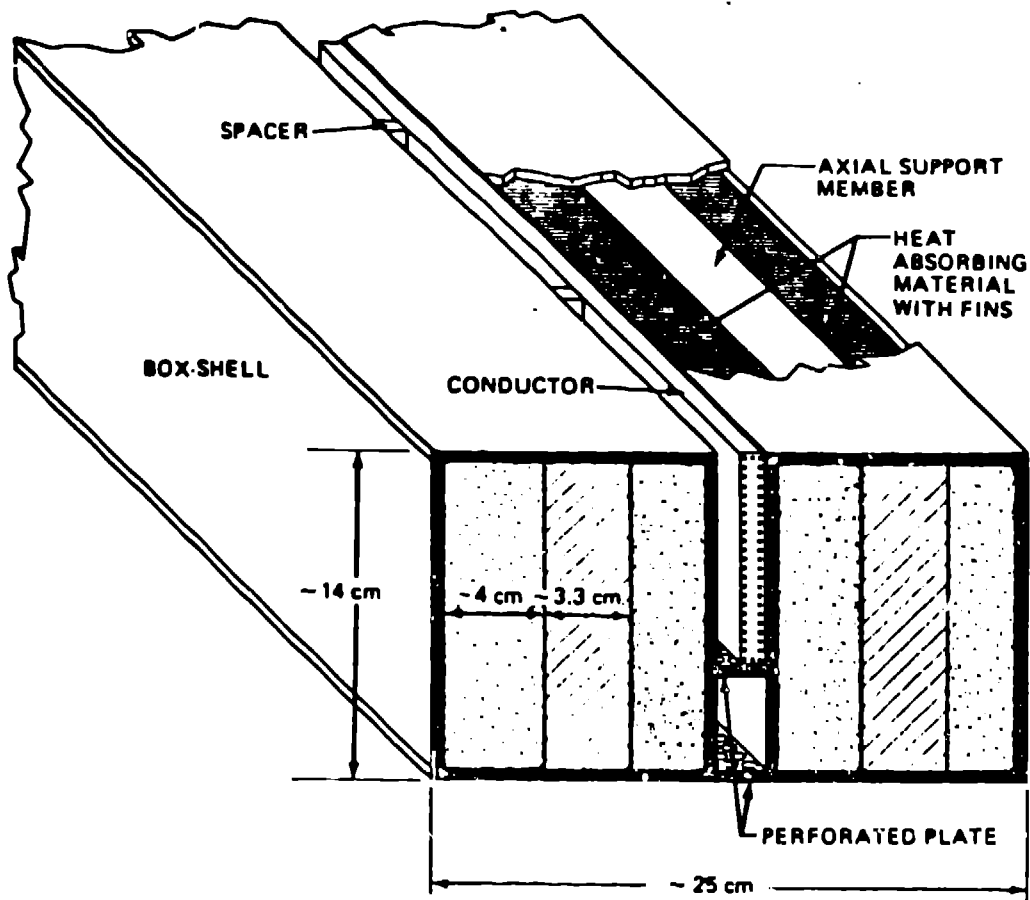 SPACER
AXIAL SUPPORT
MEMBER
HEAT
ABSORBING
MATERIAL
WITH FINS
BOX-SHELL
CONDUCTOR
~14 cm
~4 cm
~3.3 cm
PERFORATED PLATE
~ 25 cm